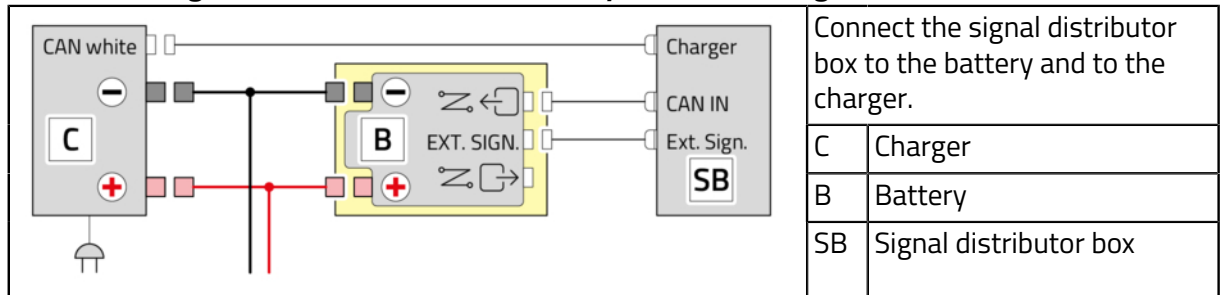 CAN white
Charger
CAN IN
EXT. SIGN.
Ext. Sign.
C
B
SB
Connect the signal distributor
box to the battery and to the
charger.
C Charger
B Battery
SB Signal distributor box